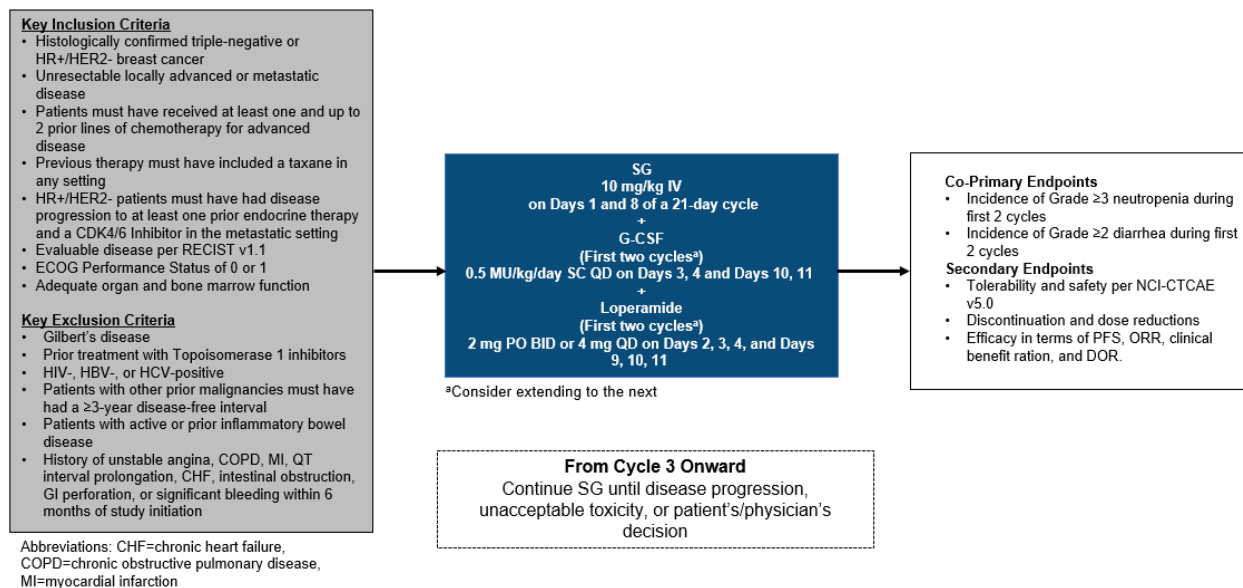 Key Inclusion Criteria
• Histologically confirmed triple-negative or
HR+/HER2- breast cancer
• Unresectable locally advanced or metastatic
disease
• Patients must have received at least one and up to
2 prior lines of chemotherapy for advanced
disease
• Previous therapy must have included a taxane in
any setting
• HR+/HER2- patients must have had disease
progression to at least one prior endocrine therapy
and a CDK4/6 Inhibitor in the metastatic setting
• Evaluable disease per RECIST v1.1
• ECOG Performance Status of 0 or 1
• Adequate organ and bone marrow function
Key Exclusion Criteria
• Gilbert's disease
• Prior treatment with Topoisomerase 1 inhibitors
• HIV-, HBV-, or HCV-positive
• Patients with other prior malignancies must have
had a ≥3-year disease-free interval
• Patients with active or prior inflammatory bowel
disease
• History of unstable angina, COPD, MI, QT
interval prolongation, CHF, intestinal obstruction,
GI perforation, or significant bleeding within 6
months of study initiation
Abbreviations: CHF=chronic heart failure,
COPD=chronic obstructive pulmonary disease,
MI=myocardial infarction
SG
10 mg/kg IV
on Days 1 and 8 of a 21-day cycle
+
G-CSF
(First two cyclesᵃ)
0.5 MU/kg/day SC QD on Days 3, 4 and Days 10, 11
+
Loperamide
(First two cyclesᵃ)
2 mg PO BID or 4 mg QD on Days 2, 3, 4, and Days
9, 10, 11
ᵃConsider extending to the next
From Cycle 3 Onward
Continue SG until disease progression,
unacceptable toxicity, or patient's/physician's
decision
Co-Primary Endpoints
• Incidence of Grade ≥3 neutropenia during
first 2 cycles
• Incidence of Grade ≥2 diarrhea during first
2 cycles
Secondary Endpoints
• Tolerability and safety per NCI-CTCAE
v5.0
• Discontinuation and dose reductions
• Efficacy in terms of PFS, ORR, clinical
benefit ration, and DOR.